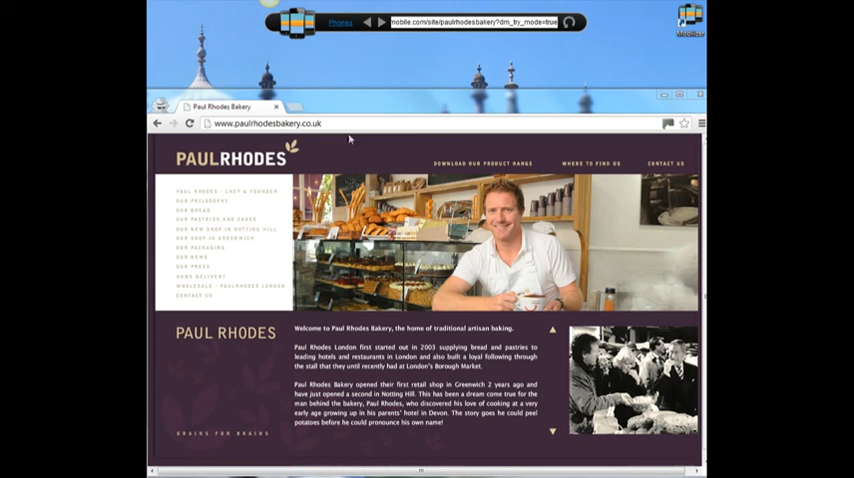 Phones
mobile.com/site/paulrhodesbakery?dm_try_mode=true
Mobilizer
Paul Rhodes Bakery
www.paulrhodesbakery.co.uk
PAULRHODES
DOWNLOAD OUR PRODUCT RANGE
WHERE TO FIND US
CONTACT US
PAUL RHODES - CHEF & FOUNDER
OUR PHILOSOPHY
OUR BREAD
OUR PASTRIES AND CAKES
OUR NEW SHOP IN NOTTING HILL
OUR SHOP IN GREENWICH
OUR PACKAGING
OUR NEWS
OUR PRESS
HOME DELIVERY
WHOLESALE - PAULRHODES LONDON
CONTACT US
PAUL RHODES
Welcome to Paul Rhodes Bakery, the home of traditional artisan baking.
Paul Rhodes London first started out in 2003 supplying bread and pastries to
leading hotels and restaurants in London and also built a loyal following through
the stall that they until recently had at London's Borough Market.
Paul Rhodes Bakery opened their first retail shop in Greenwich 2 years ago and
have just opened a second in Notting Hill. This has been a dream come true for the
man behind the bakery, Paul Rhodes, who discovered his love of cooking at a very
early age growing up in his parents' hotel in Devon. The story goes he could peel
potatoes before he could pronounce his own name!
GRAINS FOR BRAINS